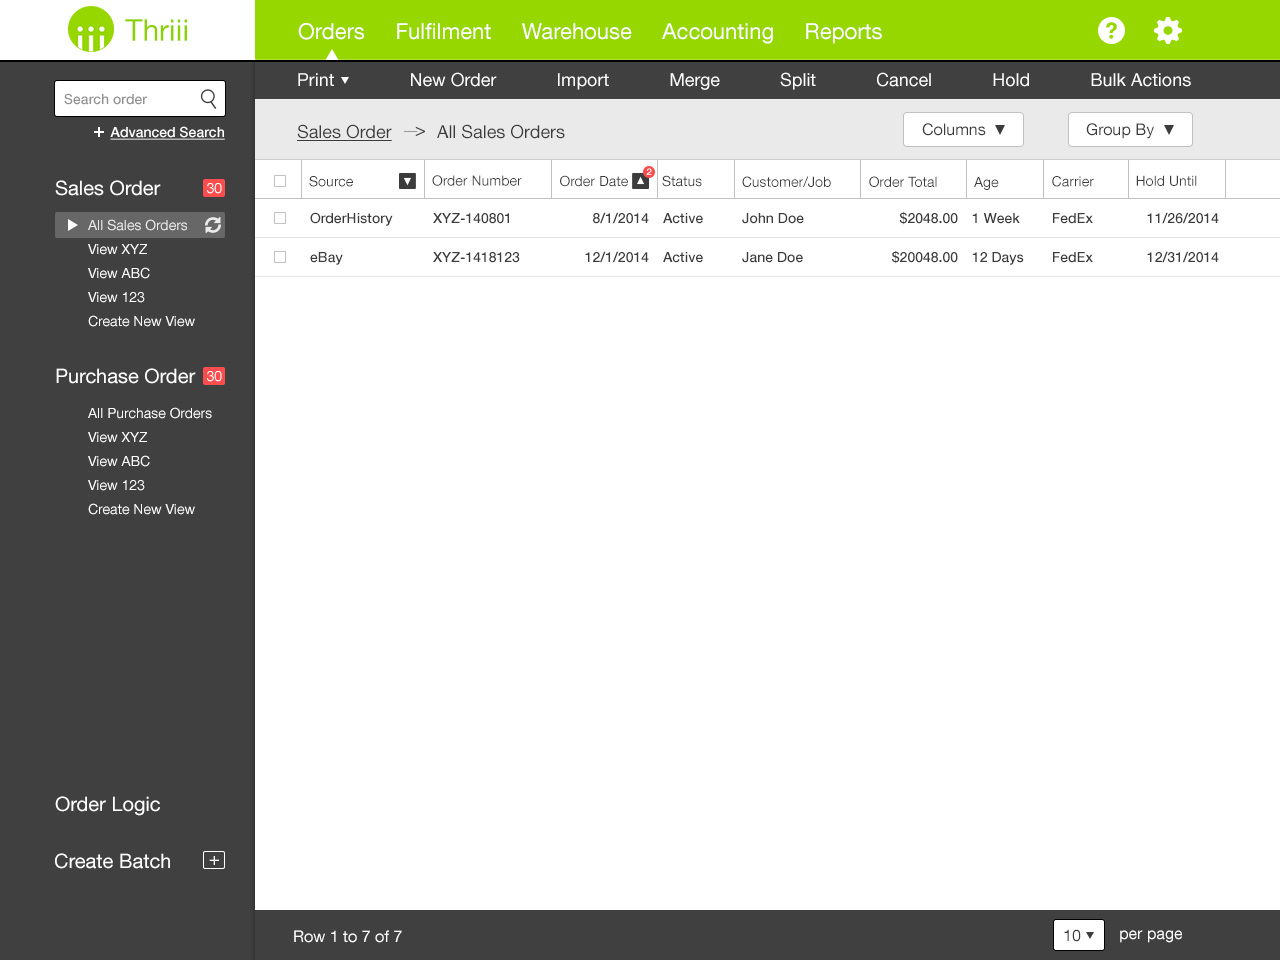 Thriii
Orders Fulfilment Warehouse Accounting Reports ?
Print ▼ New Order Import Merge Split Cancel Hold Bulk Actions
Search order
+ Advanced Search
Sales Order --> All Sales Orders Columns ▼ Group By ▼
Sales Order 30
All Sales Orders
View XYZ
View ABC
View 123
Create New View
Purchase Order 30
All Purchase Orders
View XYZ
View ABC
View 123
Create New View
Order Logic
Create Batch +
Source ▼ Order Number Order Date ▲ 2 Status Customer/Job Order Total Age Carrier Hold Until
OrderHistory XYZ-140801 8/1/2014 Active John Doe $2048.00 1 Week FedEx 11/26/2014
eBay XYZ-1418123 12/1/2014 Active Jane Doe $20048.00 12 Days FedEx 12/31/2014
Row 1 to 7 of 7 10 ▼ per page